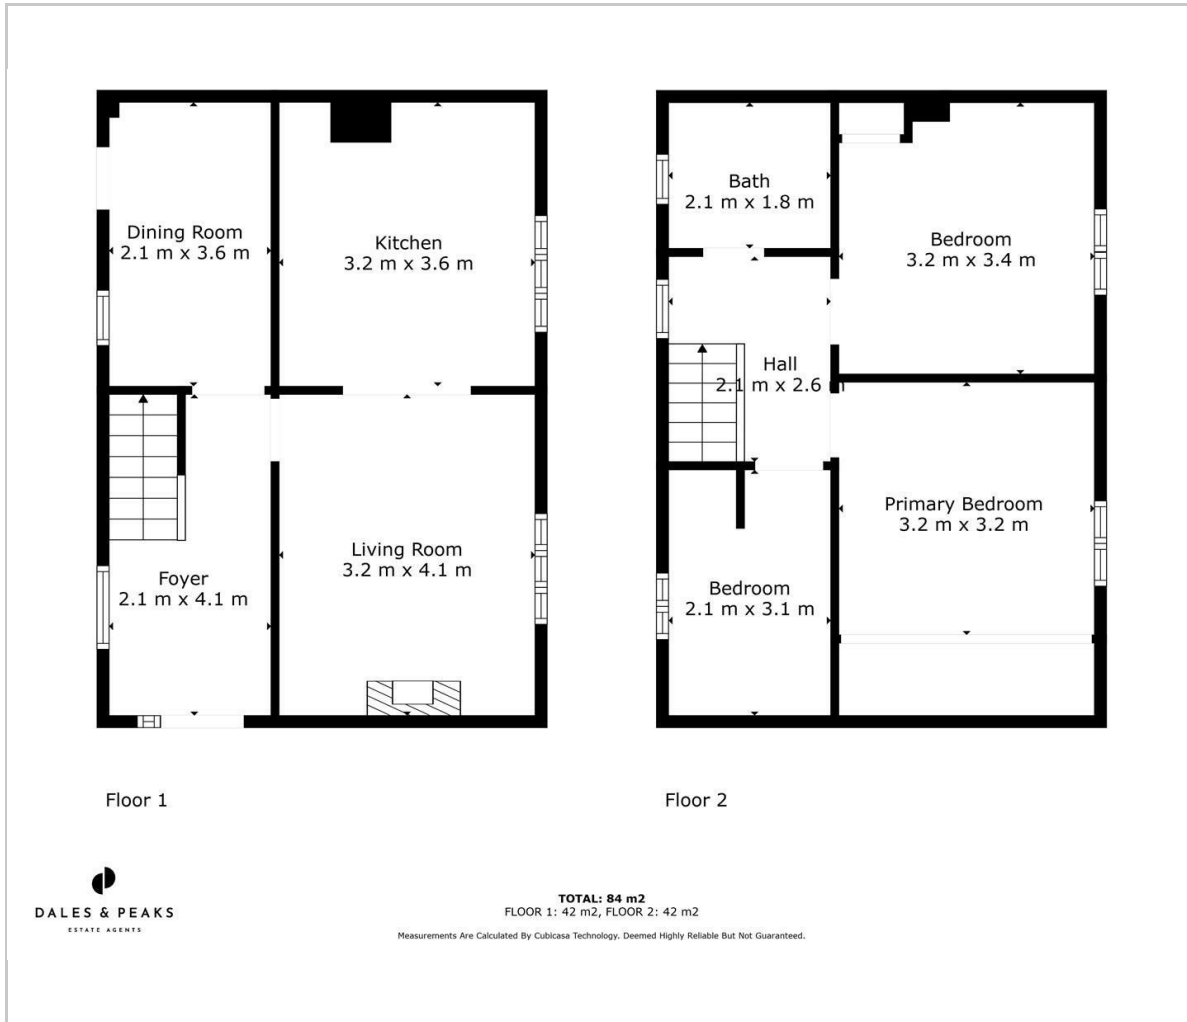 Dining Room
2.1 m x 3.6 m
Kitchen
3.2 m x 3.6 m
Foyer
2.1 m x 4.1 m
Living Room
3.2 m x 4.1 m
Floor 1
Bath
2.1 m x 1.8 m
Bedroom
3.2 m x 3.4 m
Hall
2.1 m x 2.6 m
Primary Bedroom
3.2 m x 3.2 m
Bedroom
2.1 m x 3.1 m
Floor 2
DALES & PEAKS
ESTATE AGENTS
TOTAL: 84 m2
FLOOR 1: 42 m2, FLOOR 2: 42 m2
Measurements Are Calculated By Cubicasa Technology. Deemed Highly Reliable But Not Guaranteed.